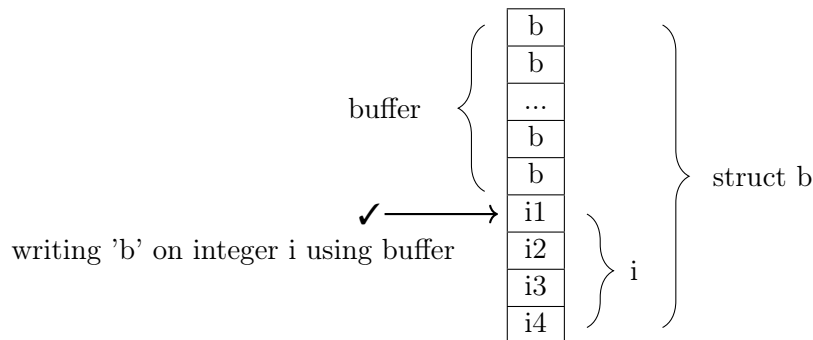 b
b
...
b
b
i1
i2
i3
i4
buffer
✓
writing ’b’ on integer i using buffer
i
struct b